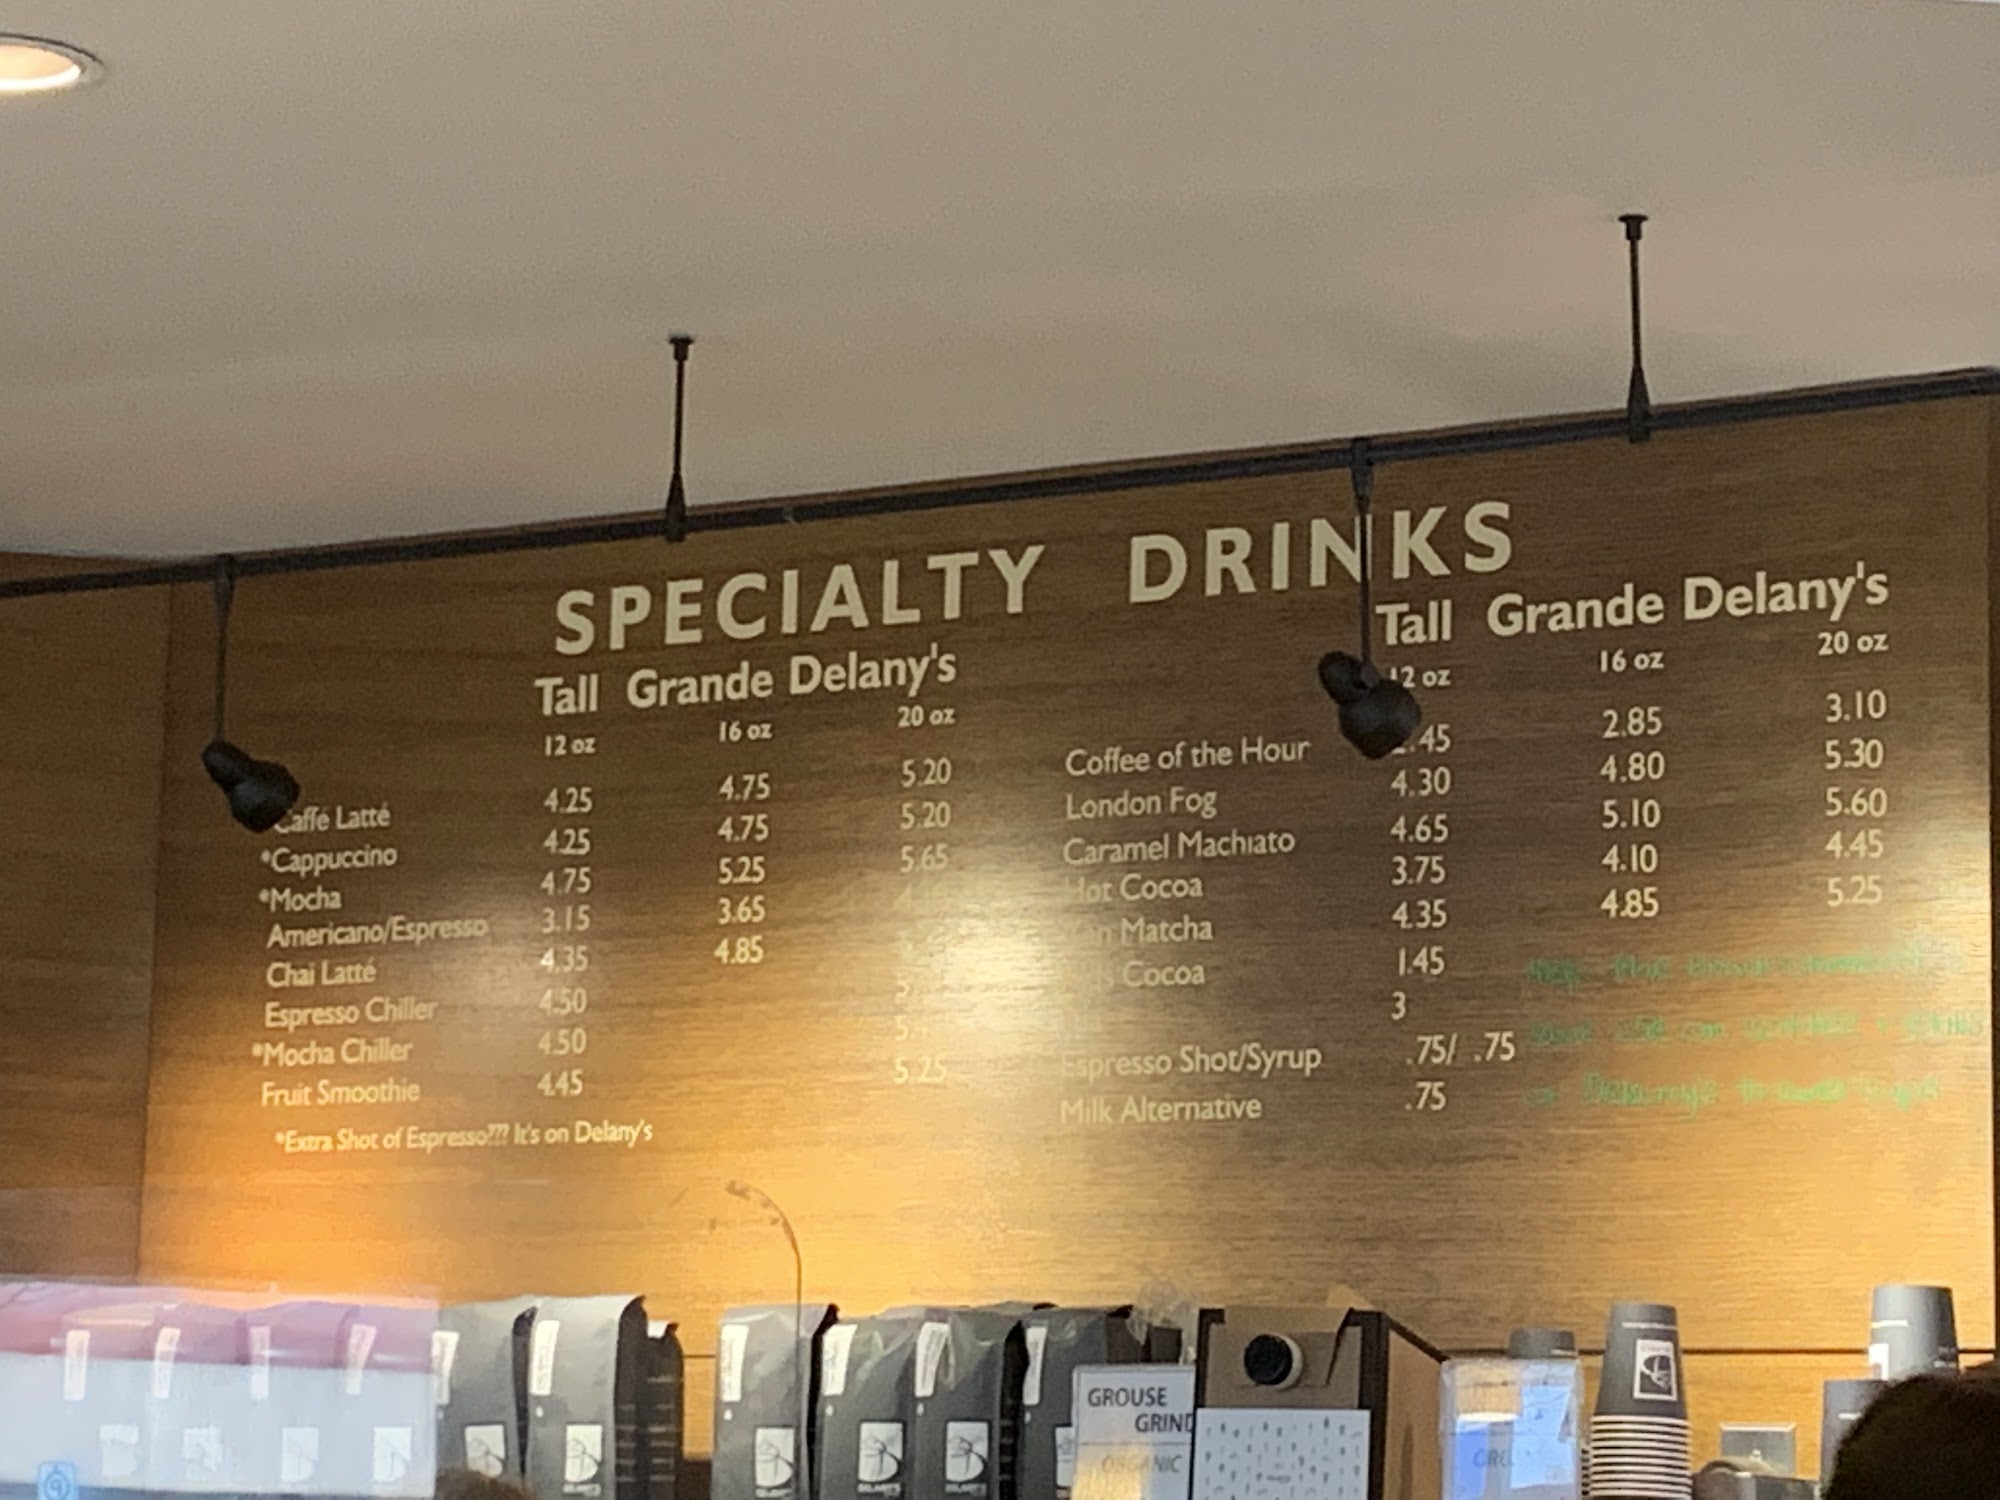 SPECIALTY DRINKS
Tall Grande Delany's
12 oz 16 oz 20 oz
Caffé Latté 4.25 4.75 5.20
*Cappuccino 4.25 4.75 5.20
*Mocha 4.75 5.25 5.65
Americano/Espresso 3.15 3.65
Chai Latté 4.35 4.85
Espresso Chiller 4.50
*Mocha Chiller 4.50
Fruit Smoothie 4.45 5.25
*Extra Shot of Espresso??? It's on Delany's
Tall Grande Delany's
12 oz 16 oz 20 oz
Coffee of the Hour .45 2.85 3.10
London Fog 4.30 4.80 5.30
Caramel Machiato 4.65 5.10 5.60
Hot Cocoa 3.75 4.10 4.45
Matcha 4.35 4.85 5.25
Cocoa 1.45
3
Espresso Shot/Syrup .75/ .75
Milk Alternative .75
GROUSE
GRIND
ORGANIC